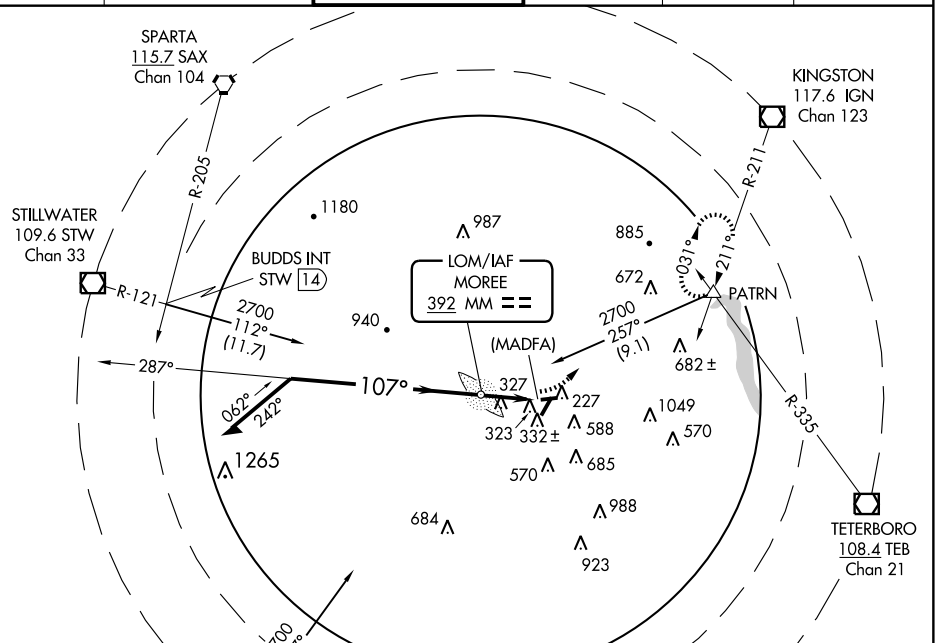 SPARTA
115.7 SAX
Chan 104
KINGSTON
117.6 IGN
Chan 123
R-205
R-211
STILLWATER
109.6 STW
Chan 33
1180
987
885
BUDDS INT
STW 14
LOM/IAF
MOREE
392 MM
672
031°
211°
PATRN
R-121
2700
112°
(11.7)
940
2700
257°
(9.1)
(MADFA)
682 ±
287°
107°
327
227
062°
242°
323
332 ±
588
1049
570
R-335
1265
570
685
684
988
923
TETERBORO
108.4 TEB
Chan 21